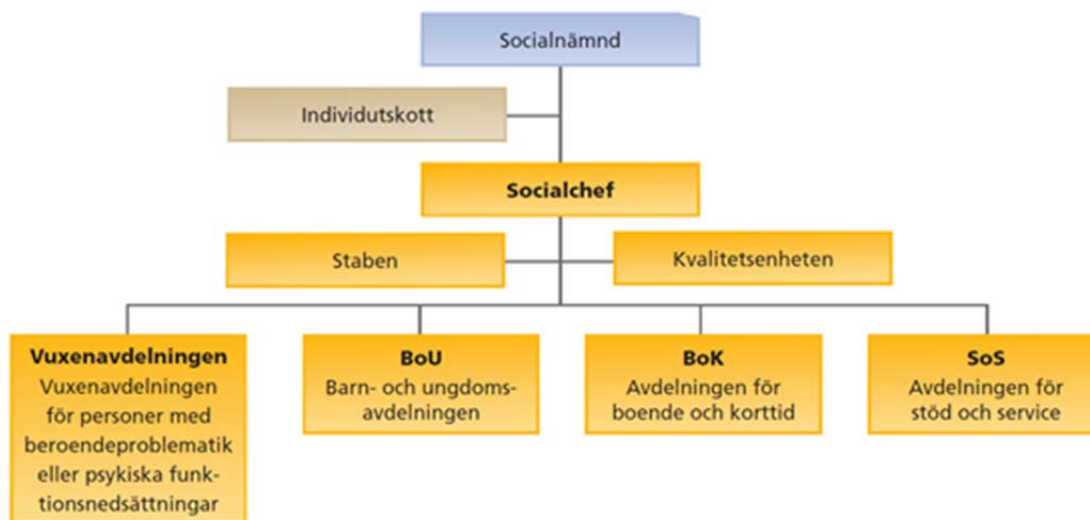 Socialnämnd
Individutskott
Socialchef
Staben
Kvalitetsenheten
Vuxenavdelningen
Vuxenavdelningen
för personer med
beroendeproblematik
eller psykiska funk-
tionsnedsättningar
BoU
Barn- och ungdoms-
avdelningen
BoK
Avdelningen för
boende och korttid
SoS
Avdelningen för
stöd och service